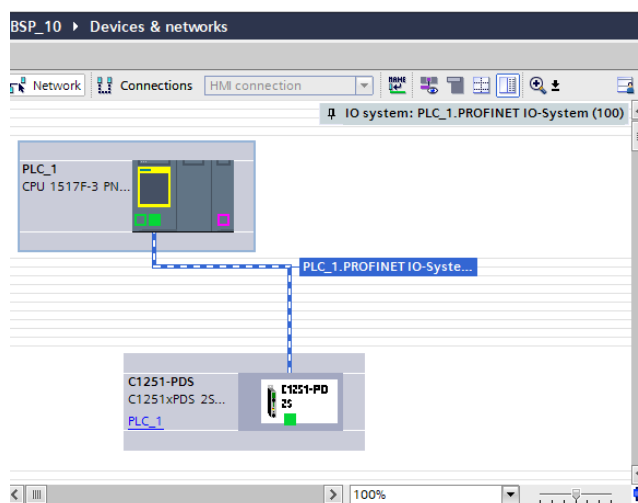 BSP_10 ▸ Devices & networks
Network Connections HMI connection
IO system: PLC_1.PROFINET IO-System (100)
PLC_1
CPU 1517F-3 PN...
PLC_1.PROFINET IO-Syste...
C1251-PDS
C1251xPDS 2S...
PLC_1
C1251-PD
2S
100%